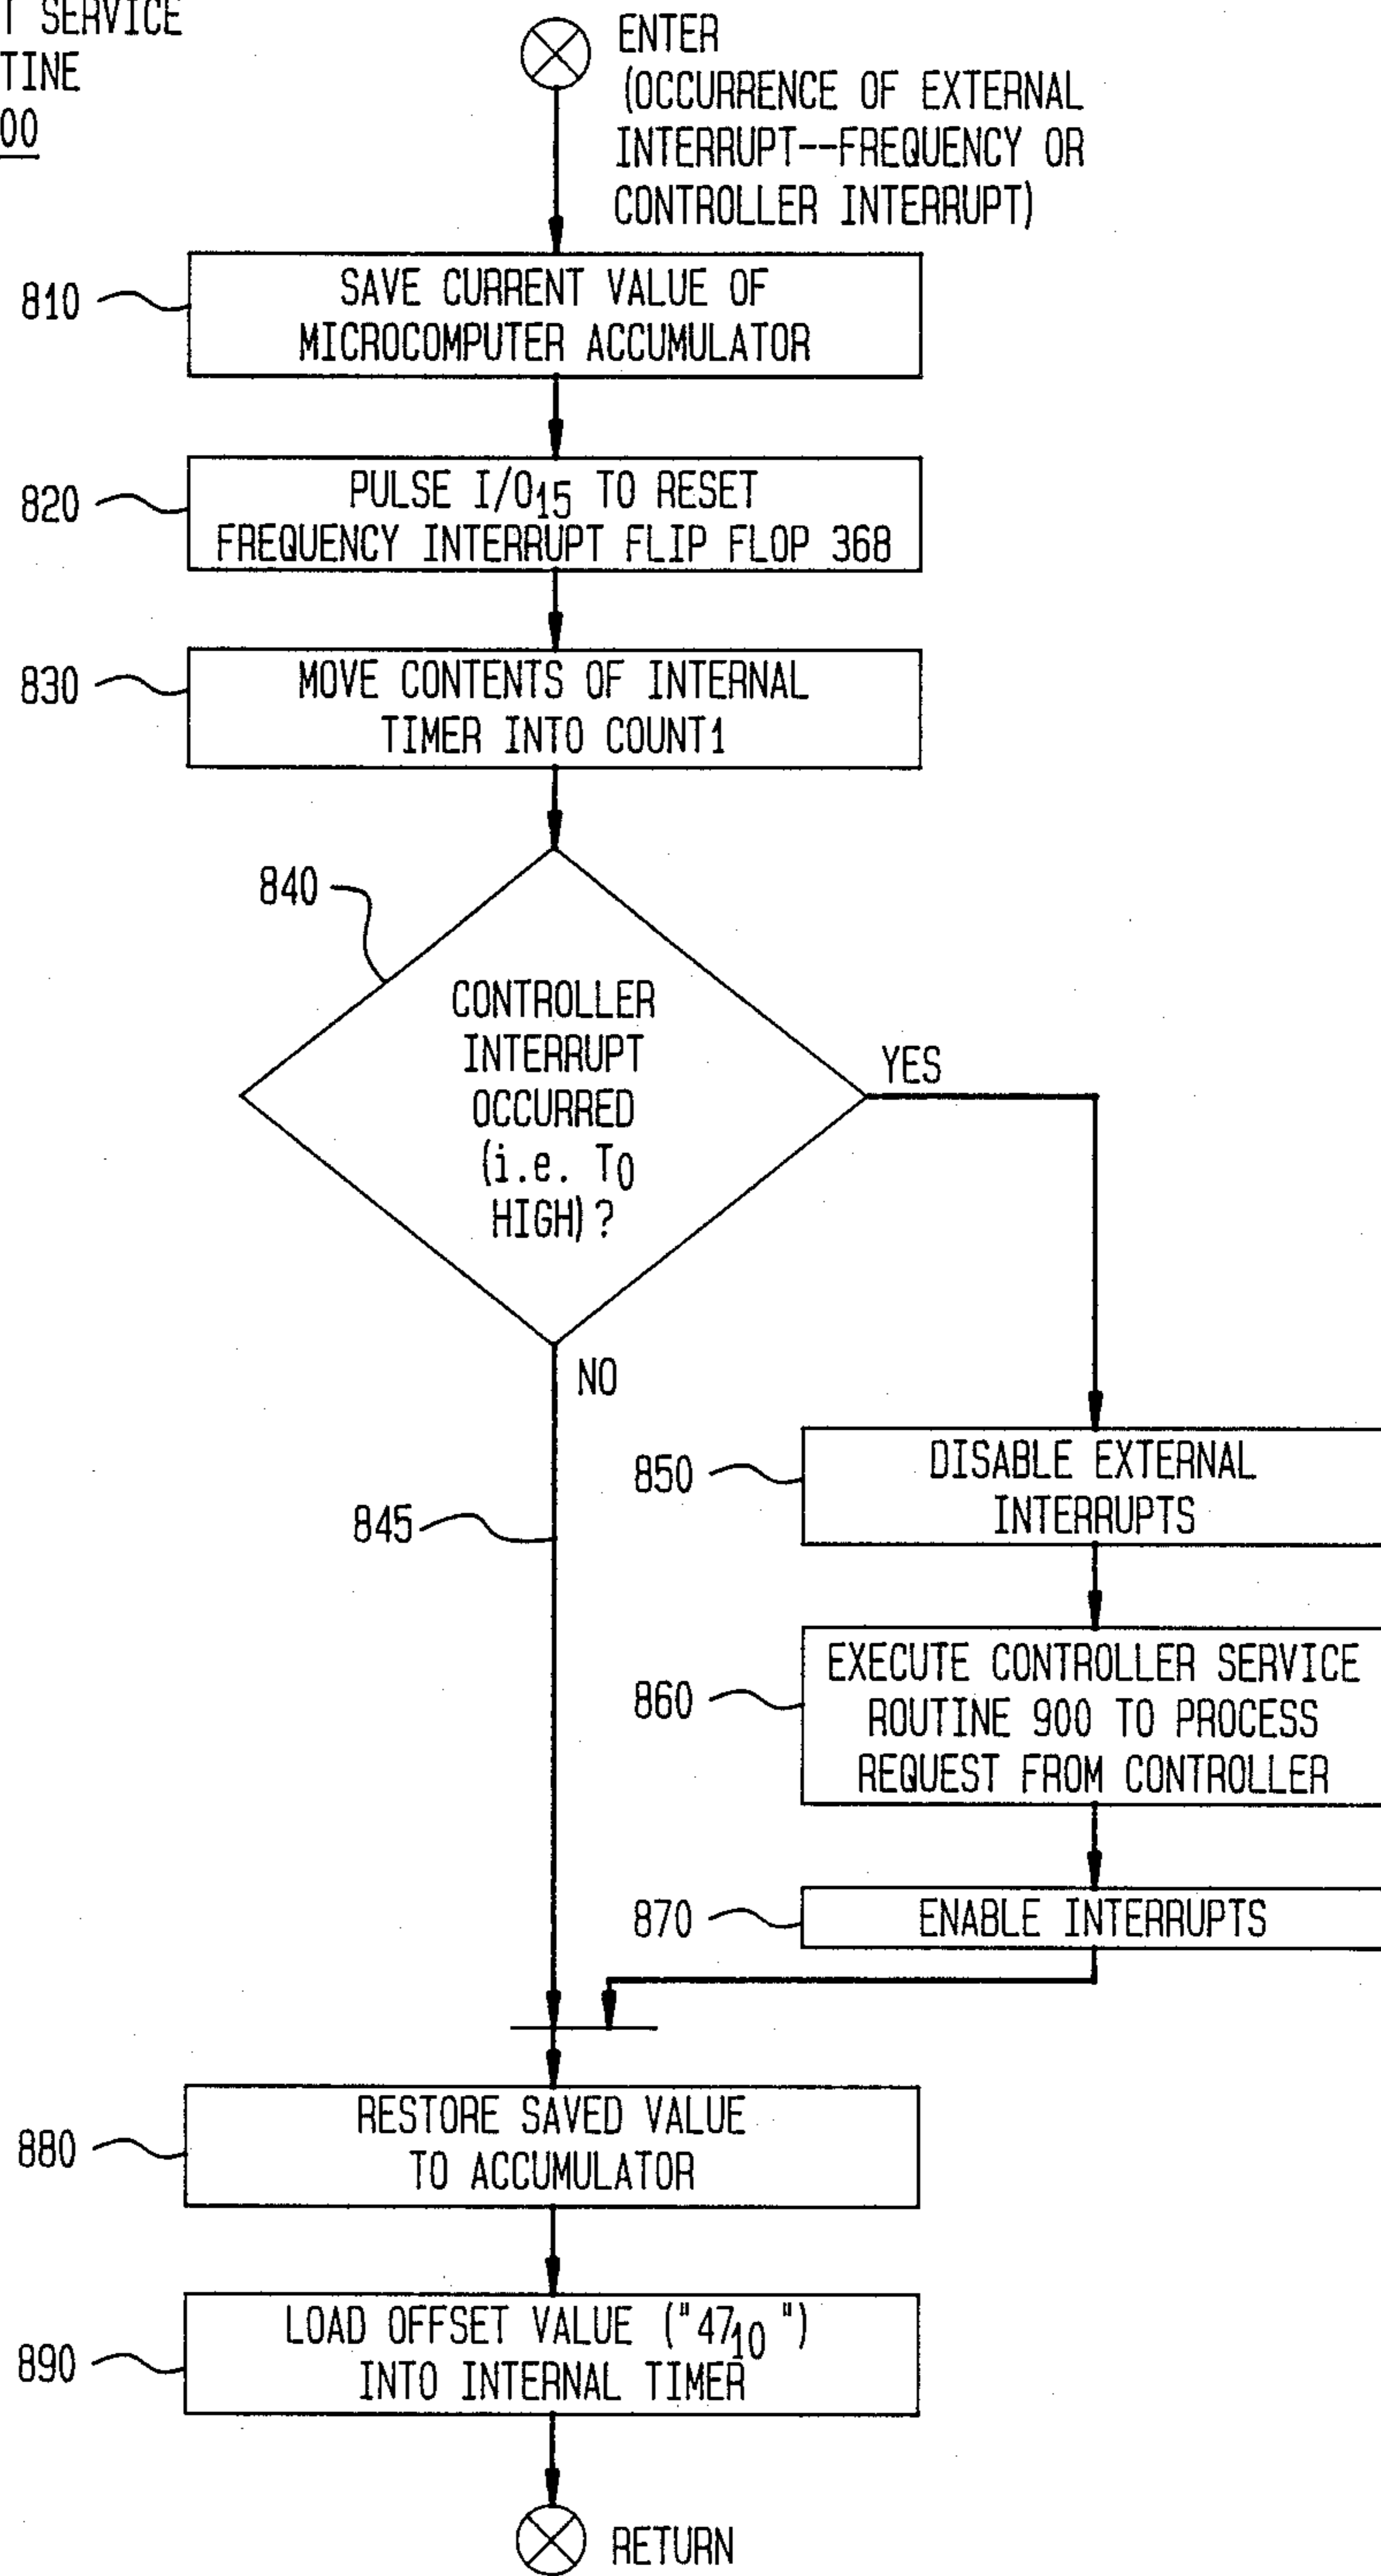 T SERVICE
TINE
00
ENTER
(OCCURRENCE OF EXTERNAL
INTERRUPT--FREQUENCY OR
CONTROLLER INTERRUPT)
810
SAVE CURRENT VALUE OF
MICROCOMPUTER ACCUMULATOR
820
PULSE I/O15 TO RESET
FREQUENCY INTERRUPT FLIP FLOP 368
830
MOVE CONTENTS OF INTERNAL
TIMER INTO COUNT1
840
CONTROLLER
INTERRUPT
OCCURRED
(i.e. T0
HIGH)?
YES
NO
845
850
DISABLE EXTERNAL
INTERRUPTS
860
EXECUTE CONTROLLER SERVICE
ROUTINE 900 TO PROCESS
REQUEST FROM CONTROLLER
870
ENABLE INTERRUPTS
880
RESTORE SAVED VALUE
TO ACCUMULATOR
890
LOAD OFFSET VALUE ("4710")
INTO INTERNAL TIMER
RETURN